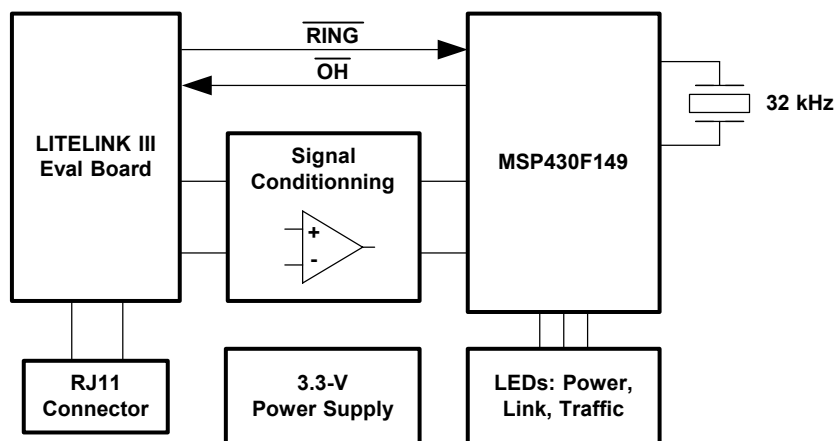 RING
OH
LITELINK III
Eval Board
Signal
Conditionning
+
-
MSP430F149
32 kHz
RJ11
Connector
3.3-V
Power Supply
LEDs: Power,
Link, Traffic